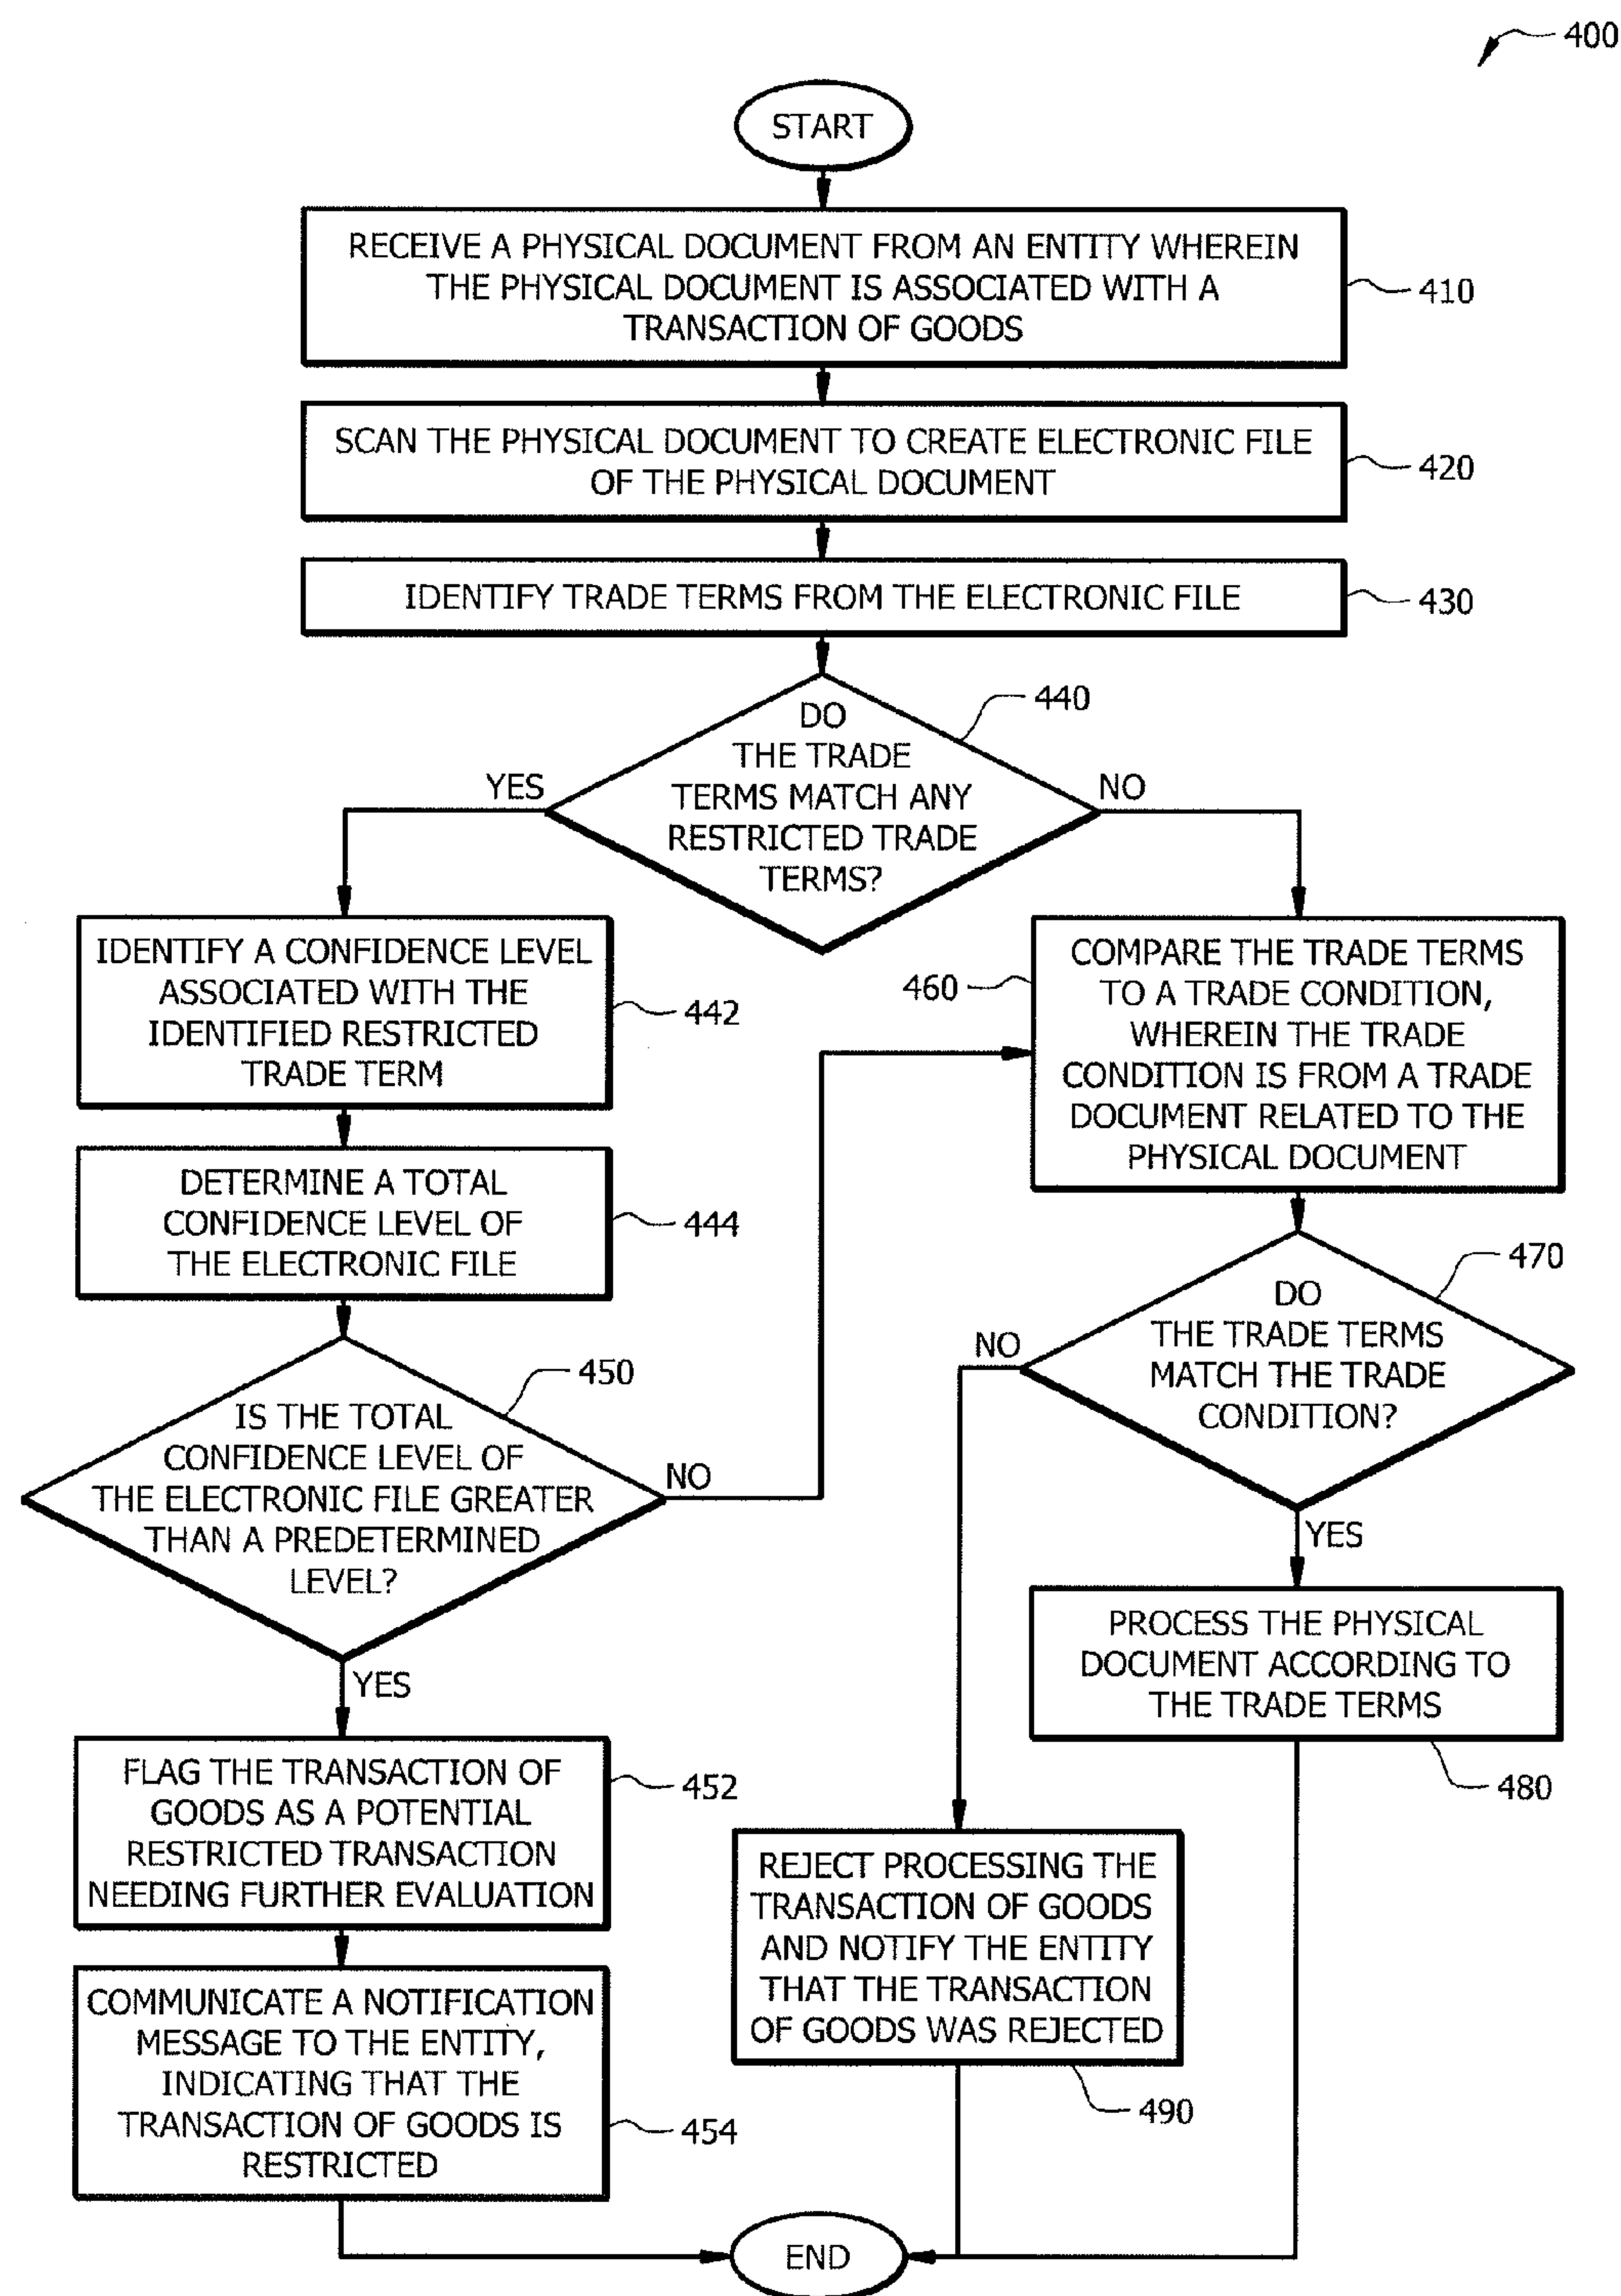 400
START
RECEIVE A PHYSICAL DOCUMENT FROM AN ENTITY WHEREIN
THE PHYSICAL DOCUMENT IS ASSOCIATED WITH A
TRANSACTION OF GOODS
410
SCAN THE PHYSICAL DOCUMENT TO CREATE ELECTRONIC FILE
OF THE PHYSICAL DOCUMENT
420
IDENTIFY TRADE TERMS FROM THE ELECTRONIC FILE
430
DO
THE TRADE
TERMS MATCH ANY
RESTRICTED TRADE
TERMS?
440
YES
NO
IDENTIFY A CONFIDENCE LEVEL
ASSOCIATED WITH THE
IDENTIFIED RESTRICTED
TRADE TERM
442
DETERMINE A TOTAL
CONFIDENCE LEVEL OF
THE ELECTRONIC FILE
444
IS THE TOTAL
CONFIDENCE LEVEL OF
THE ELECTRONIC FILE GREATER
THAN A PREDETERMINED
LEVEL?
450
NO
YES
FLAG THE TRANSACTION OF
GOODS AS A POTENTIAL
RESTRICTED TRANSACTION
NEEDING FURTHER EVALUATION
452
COMMUNICATE A NOTIFICATION
MESSAGE TO THE ENTITY,
INDICATING THAT THE
TRANSACTION OF GOODS IS
RESTRICTED
454
460
COMPARE THE TRADE TERMS
TO A TRADE CONDITION,
WHEREIN THE TRADE
CONDITION IS FROM A TRADE
DOCUMENT RELATED TO THE
PHYSICAL DOCUMENT
DO
THE TRADE TERMS
MATCH THE TRADE
CONDITION?
470
NO
YES
PROCESS THE PHYSICAL
DOCUMENT ACCORDING TO
THE TRADE TERMS
480
REJECT PROCESSING THE
TRANSACTION OF GOODS
AND NOTIFY THE ENTITY
THAT THE TRANSACTION
OF GOODS WAS REJECTED
490
END